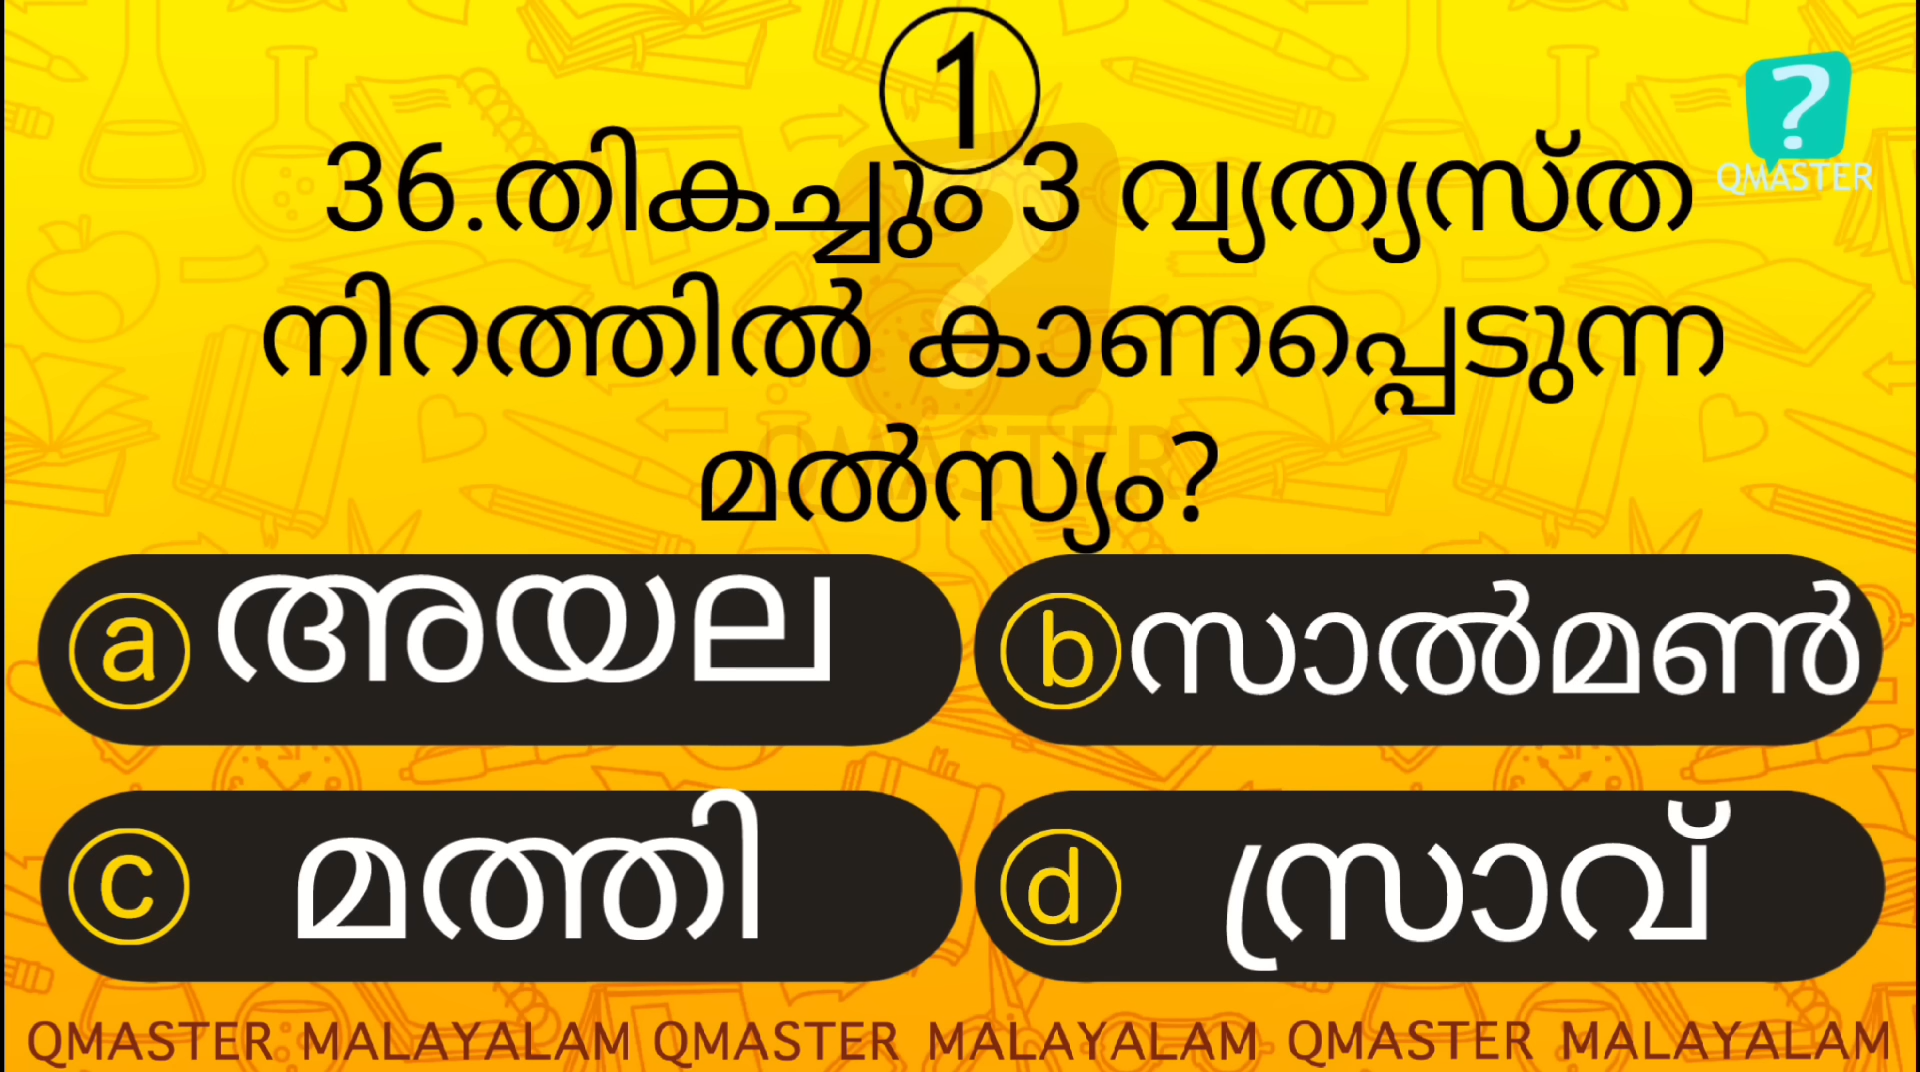 1
?
QMASTER
36.തികച്ചും 3 വ്യത്യസ്ത
നിറത്തിൽ കാണപ്പെടുന്ന
മൽസ്യം?
QMASTER
a അയല
b സാൽമൺ
c മത്തി
d സ്രാവ്
QMASTER MALAYALAM QMASTER MALAYALAM QMASTER MALAYALAM